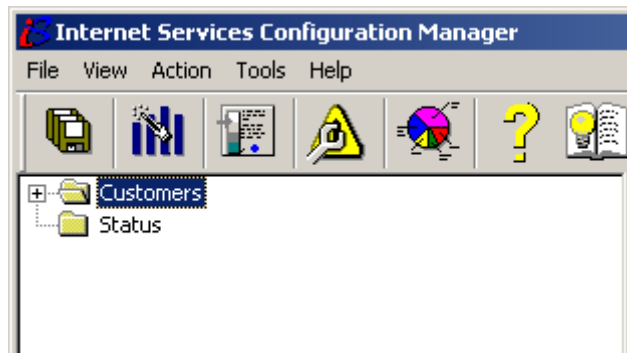 Internet Services Configuration Manager
File View Action Tools Help
Customers
Status